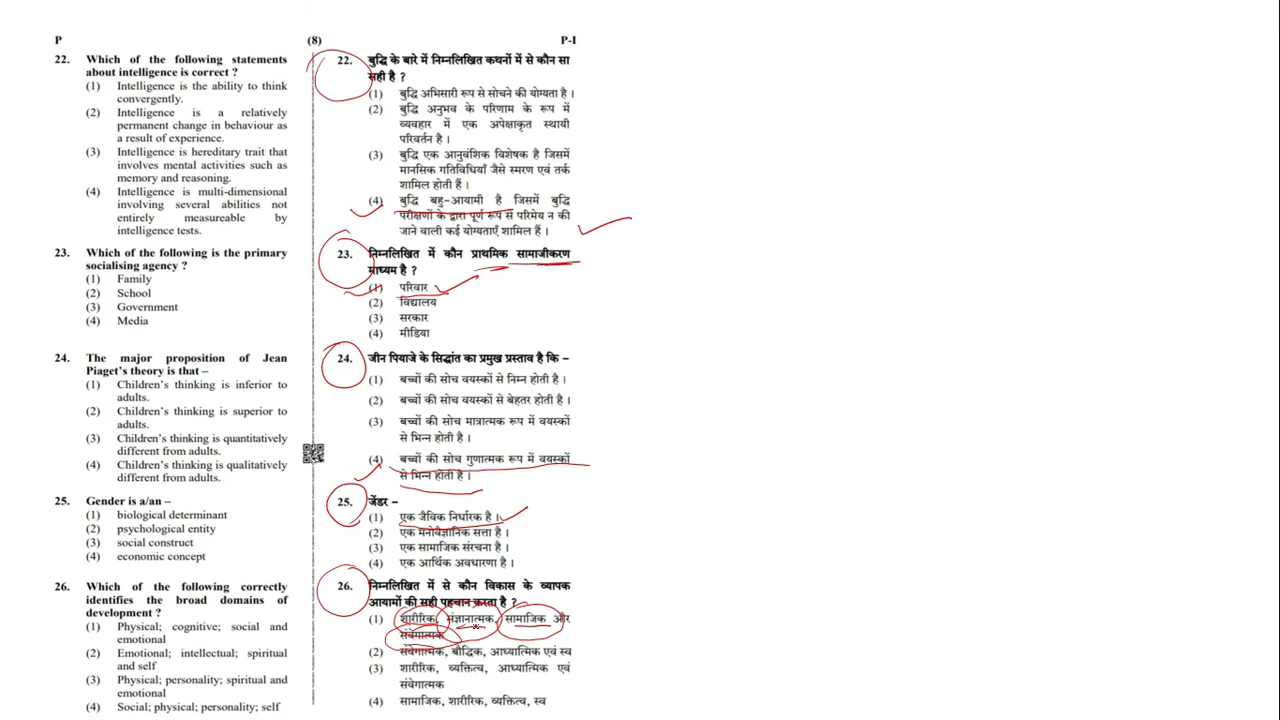 P
(8)
P-I
22. Which of the following statements
about intelligence is correct ?
(1) Intelligence is the ability to think
convergently.
(2) Intelligence is a relatively
permanent change in behaviour as
a result of experience.
(3) Intelligence is hereditary trait that
involves mental activities such as
memory and reasoning.
(4) Intelligence is multi-dimensional
involving several abilities not
entirely measureable by
intelligence tests.
23. Which of the following is the primary
socialising agency ?
(1) Family
(2) School
(3) Government
(4) Media
24. The major proposition of Jean
Piaget's theory is that –
(1) Children's thinking is inferior to
adults.
(2) Children's thinking is superior to
adults.
(3) Children's thinking is quantitatively
different from adults.
(4) Children's thinking is qualitatively
different from adults.
25. Gender is a/an –
(1) biological determinant
(2) psychological entity
(3) social construct
(4) economic concept
26. Which of the following correctly
identifies the broad domains of
development ?
(1) Physical; cognitive; social and
emotional
(2) Emotional; intellectual; spiritual
and self
(3) Physical; personality; spiritual and
emotional
(4) Social; physical; personality; self
22. बुद्धि के बारे में निम्नलिखित कथनों में से कौन सा
सही है ?
(1) बुद्धि अभिसारी रूप से सोचने की योग्यता है ।
(2) बुद्धि अनुभव के परिणाम के रूप में
व्यवहार में एक अपेक्षाकृत स्थायी
परिवर्तन है ।
(3) बुद्धि एक आनुवंशिक विशेषक है जिसमें
मानसिक गतिविधियाँ जैसे स्मरण एवं तर्क
शामिल होती हैं ।
(4) बुद्धि बहु-आयामी है जिसमें बुद्धि
परीक्षणों के द्वारा पूर्ण रूप से परिमेय न की
जाने वाली कई योग्यताएँ शामिल हैं ।
23. निम्नलिखित में कौन प्राथमिक सामाजीकरण
माध्यम है ?
(1) परिवार
(2) विद्यालय
(3) सरकार
(4) मीडिया
24. जीन पियाजे के सिद्धांत का प्रमुख प्रस्ताव है कि –
(1) बच्चों की सोच वयस्कों से निम्न होती है ।
(2) बच्चों की सोच वयस्कों से बेहतर होती है ।
(3) बच्चों की सोच मात्रात्मक रूप में वयस्कों
से भिन्न होती है ।
(4) बच्चों की सोच गुणात्मक रूप में वयस्कों
से भिन्न होती है ।
25. जेंडर –
(1) एक जैविक निर्धारक है ।
(2) एक मनोवैज्ञानिक सत्ता है ।
(3) एक सामाजिक संरचना है ।
(4) एक आर्थिक अवधारणा है ।
26. निम्नलिखित में से कौन विकास के व्यापक
आयामों की सही पहचान करता है ?
(1) शारीरिक, संज्ञानात्मक, सामाजिक और
संवेगात्मक
(2) संवेगात्मक, बौद्धिक, आध्यात्मिक एवं स्व
(3) शारीरिक, व्यक्तित्व, आध्यात्मिक एवं
संवेगात्मक
(4) सामाजिक, शारीरिक, व्यक्तित्व, स्व